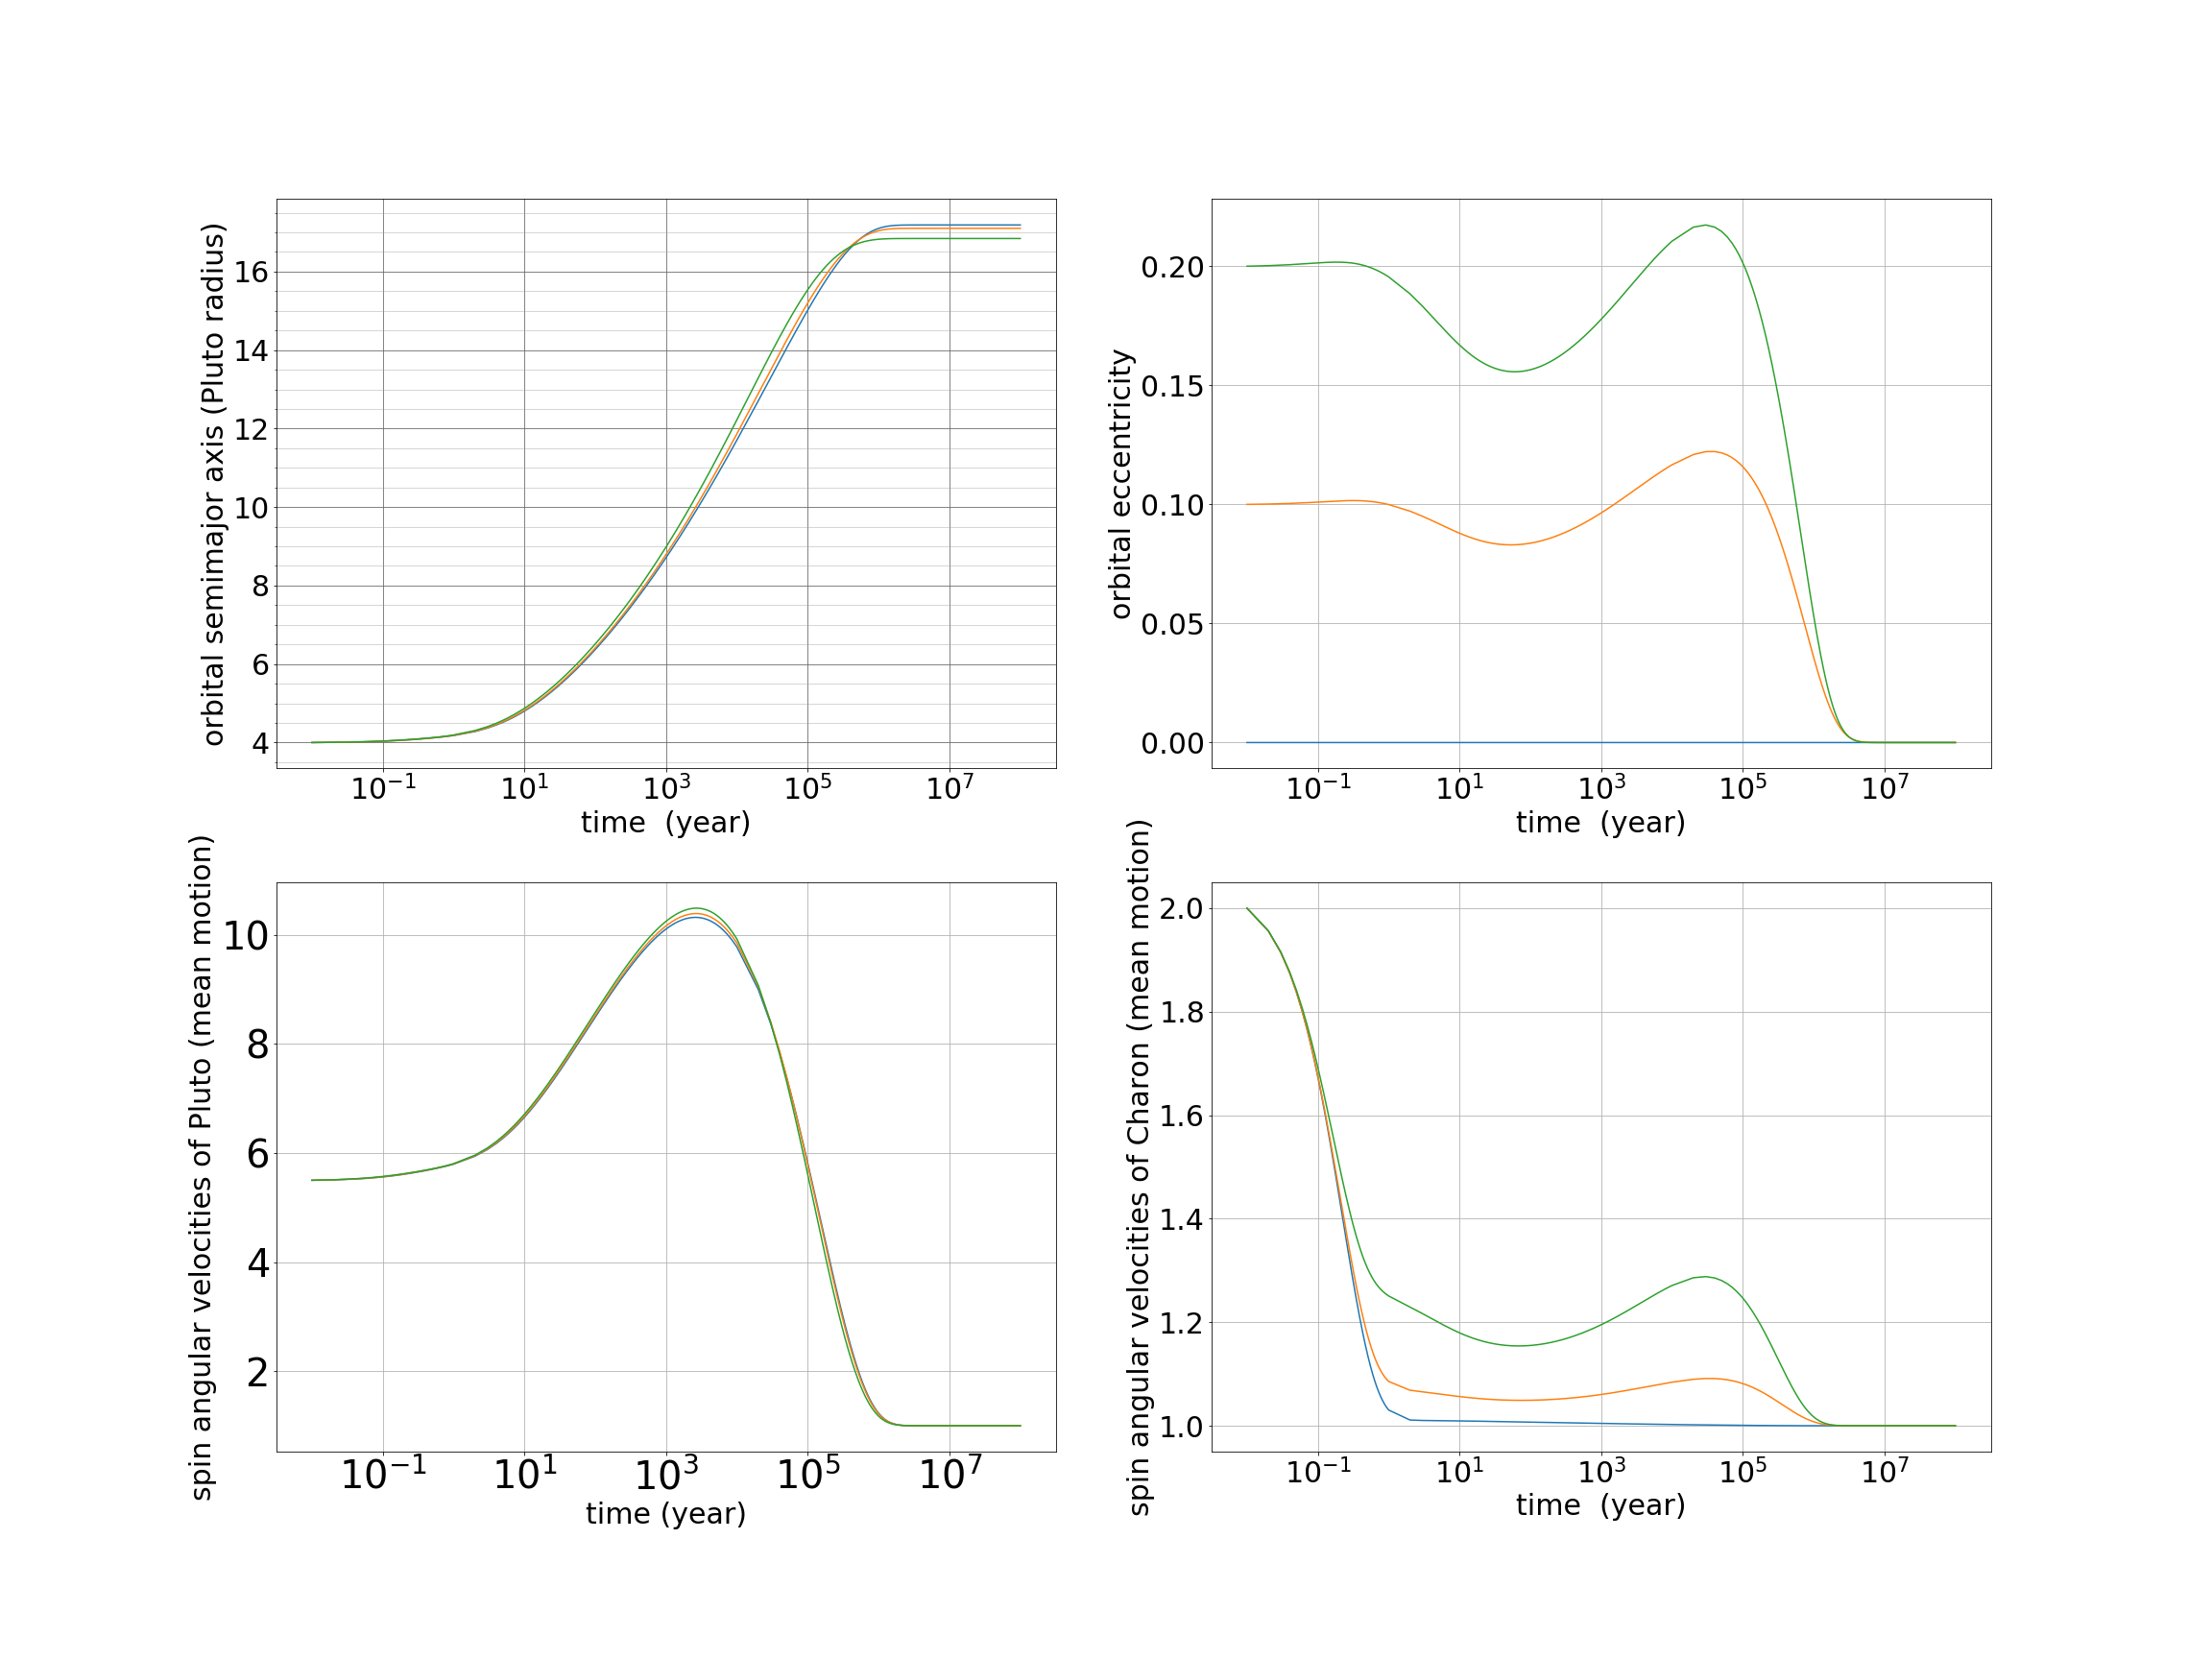 orbital semimajor axis (Pluto radius)
16
14
12
10
8
6
4
10⁻¹ 10¹ 10³ 10⁵ 10⁷
time (year)
orbital eccentricity
0.20
0.15
0.10
0.05
0.00
10⁻¹ 10¹ 10³ 10⁵ 10⁷
time (year)
spin angular velocities of Pluto (mean motion)
10
8
6
4
2
10⁻¹ 10¹ 10³ 10⁵ 10⁷
time (year)
spin angular velocities of Charon (mean motion)
2.0
1.8
1.6
1.4
1.2
1.0
10⁻¹ 10¹ 10³ 10⁵ 10⁷
time (year)